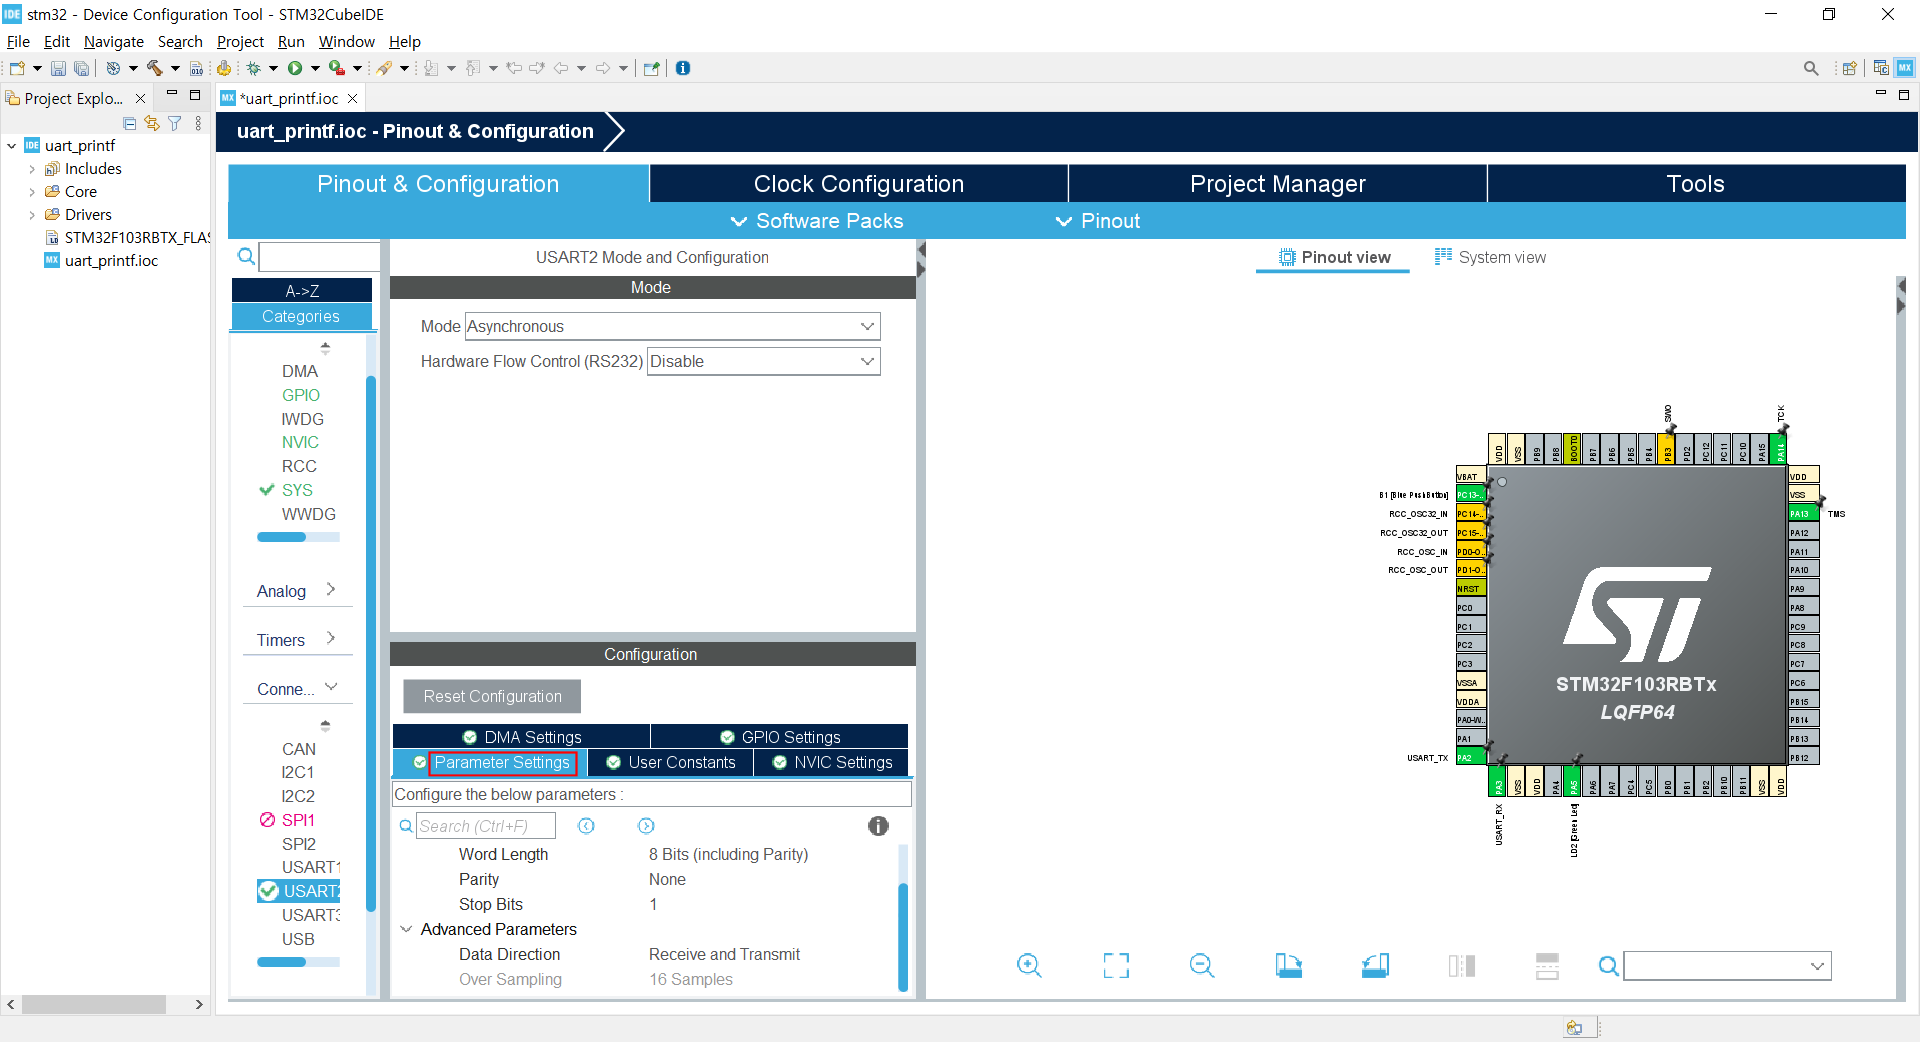 IDE stm32 - Device Configuration Tool - STM32CubeIDE
File Edit Navigate Search Project Run Window Help
010
MX
Project Explo...
MX *uart_printf.ioc
uart_printf.ioc - Pinout & Configuration
IDE uart_printf
Includes
Core
Drivers
STM32F103RBTX_FLAS
MX uart_printf.ioc
Pinout & Configuration
Clock Configuration
Project Manager
Tools
Software Packs
Pinout
A->Z
Categories
DMA
GPIO
IWDG
NVIC
RCC
SYS
WWDG
Analog
Timers
Conne...
CAN
I2C1
I2C2
SPI1
SPI2
USART1
USART2
USART3
USB
USART2 Mode and Configuration
Mode
Mode Asynchronous
Hardware Flow Control (RS232) Disable
Configuration
Reset Configuration
DMA Settings
GPIO Settings
Parameter Settings
User Constants
NVIC Settings
Configure the below parameters :
Search (Ctrl+F)
Word Length 8 Bits (including Parity)
Parity None
Stop Bits 1
Advanced Parameters
Data Direction Receive and Transmit
Over Sampling 16 Samples
Pinout view
System view
SWO
TCK
VDD
VSS
PB9
PB8
BOOT0
PB7
PB6
PB5
PB4
PB3
PD2
PC12
PC11
PC10
PA15
PA14
VBAT
B1 [Blue PushButton] PC13-..
RCC_OSC32_IN PC14-..
RCC_OSC32_OUT PC15-..
RCC_OSC_IN PD0-O..
RCC_OSC_OUT PD1-O..
NRST
PC0
PC1
PC2
PC3
VSSA
VDDA
PA0-W..
PA1
USART_TX PA2
VDD
VSS
PA13 TMS
PA12
PA11
PA10
PA9
PA8
PC9
PC8
PC7
PC6
PB15
PB14
PB13
PB12
ST
STM32F103RBTx
LQFP64
PA3
VSS
VDD
PA4
PA5
PA6
PA7
PC4
PC5
PB0
PB1
PB2
PB10
PB11
VSS
VDD
USART_RX
LD2 [Green Led]